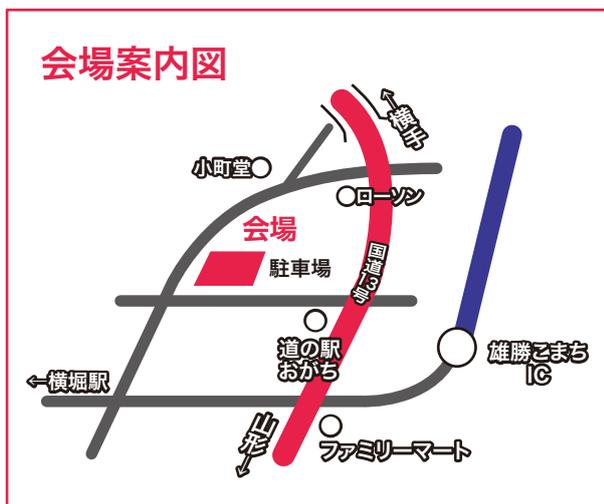 会場案内図
←横手
小町堂
ローソン
会場
駐車場
国道13号
道の駅
おがち
雄勝こまち
IC
←横堀駅
山形→
ファミリーマート